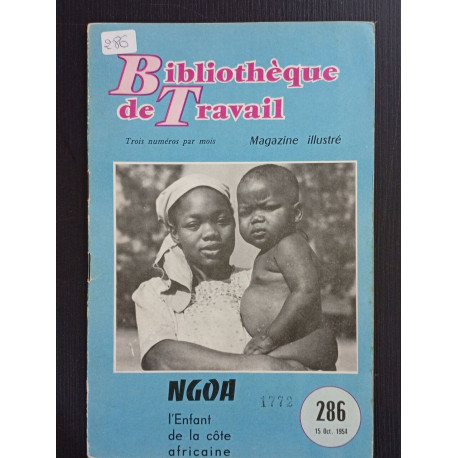 286
Bibliothèque
de Travail
Trois numéros par mois
Magazine illustré
NGOA
1772
l'Enfant
de la côte
africaine
286
15 Oct. 1954